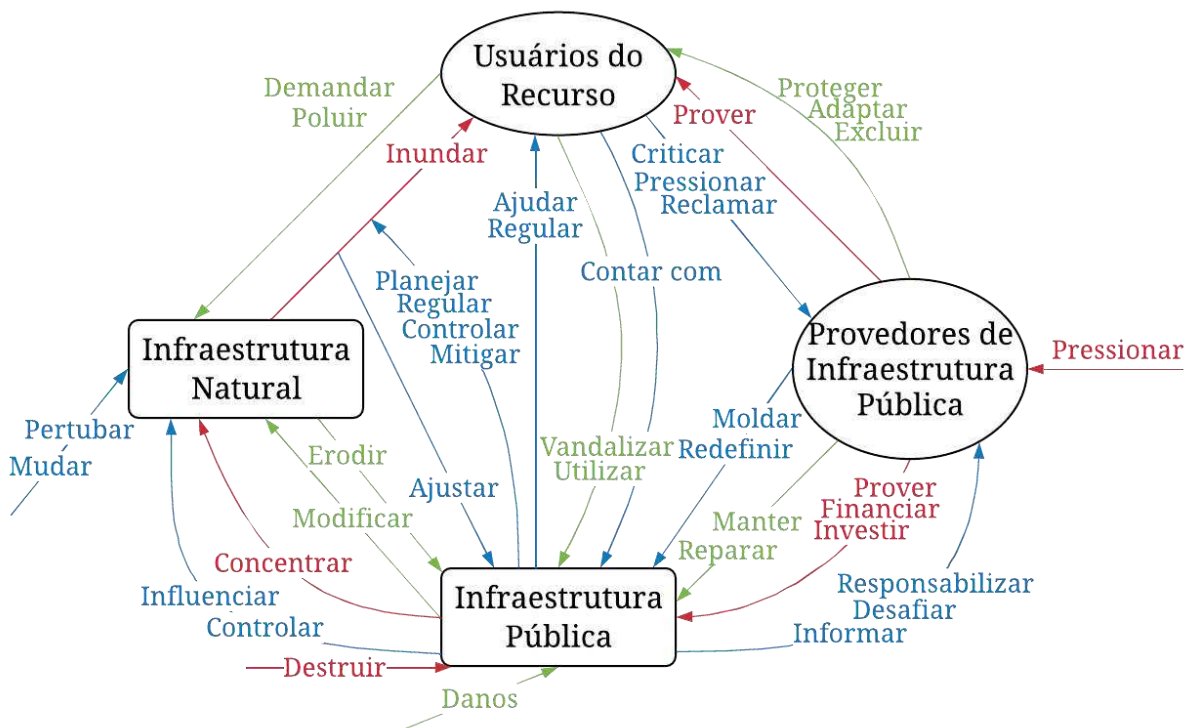 Usuários do
Recurso
Demandar
Poluir
Proteger
Adaptar
Excluir
Prover
Inundar
Criticar
Pressionar
Reclamar
Ajudar
Regular
Contar com
Planejar
Regular
Controlar
Mitigar
Infraestrutura
Natural
Provedores de
Infraestrutura
Pública
Pressionar
Pertubar
Mudar
Moldar
Redefinir
Vandalizar
Utilizar
Erodir
Ajustar
Modificar
Prover
Financiar
Investir
Manter
Reparar
Concentrar
Influenciar
Controlar
Infraestrutura
Pública
Responsabilizar
Desafiar
Informar
Destruir
Danos